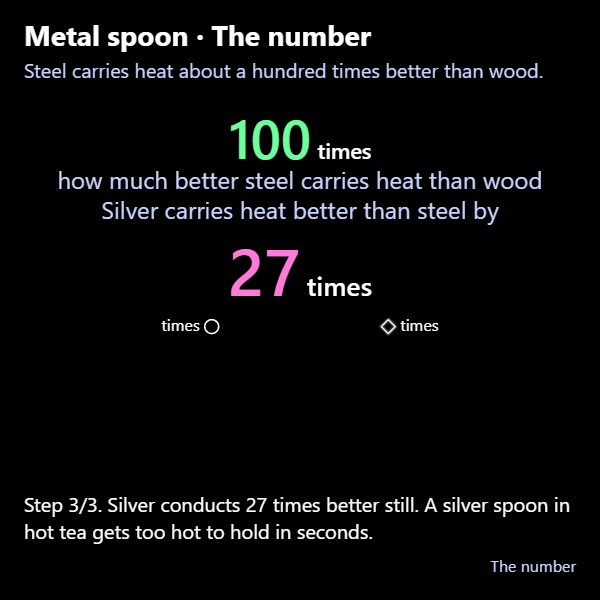 Metal spoon · The number
Steel carries heat about a hundred times better than wood.
100 times
how much better steel carries heat than wood
Silver carries heat better than steel by
27 times
times ○ ◇ times
Step 3/3. Silver conducts 27 times better still. A silver spoon in
hot tea gets too hot to hold in seconds.
The number